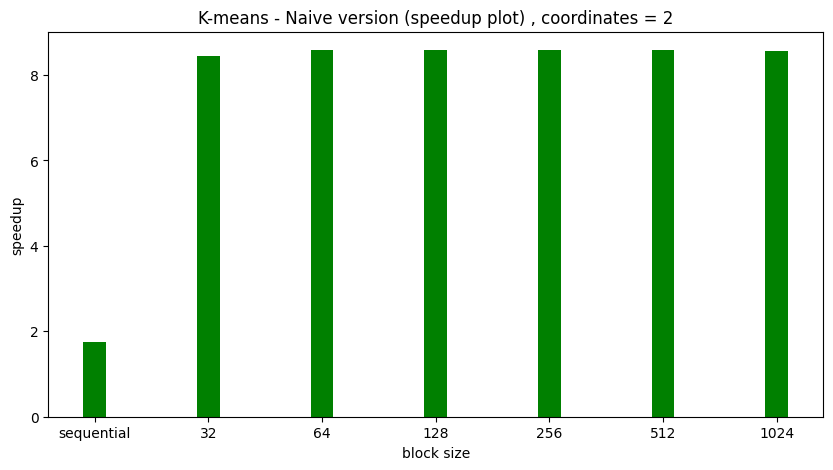 K-means - Naive version (speedup plot) , coordinates = 2
speedup
8
6
4
2
0
sequential 32 64 128 256 512 1024
block size